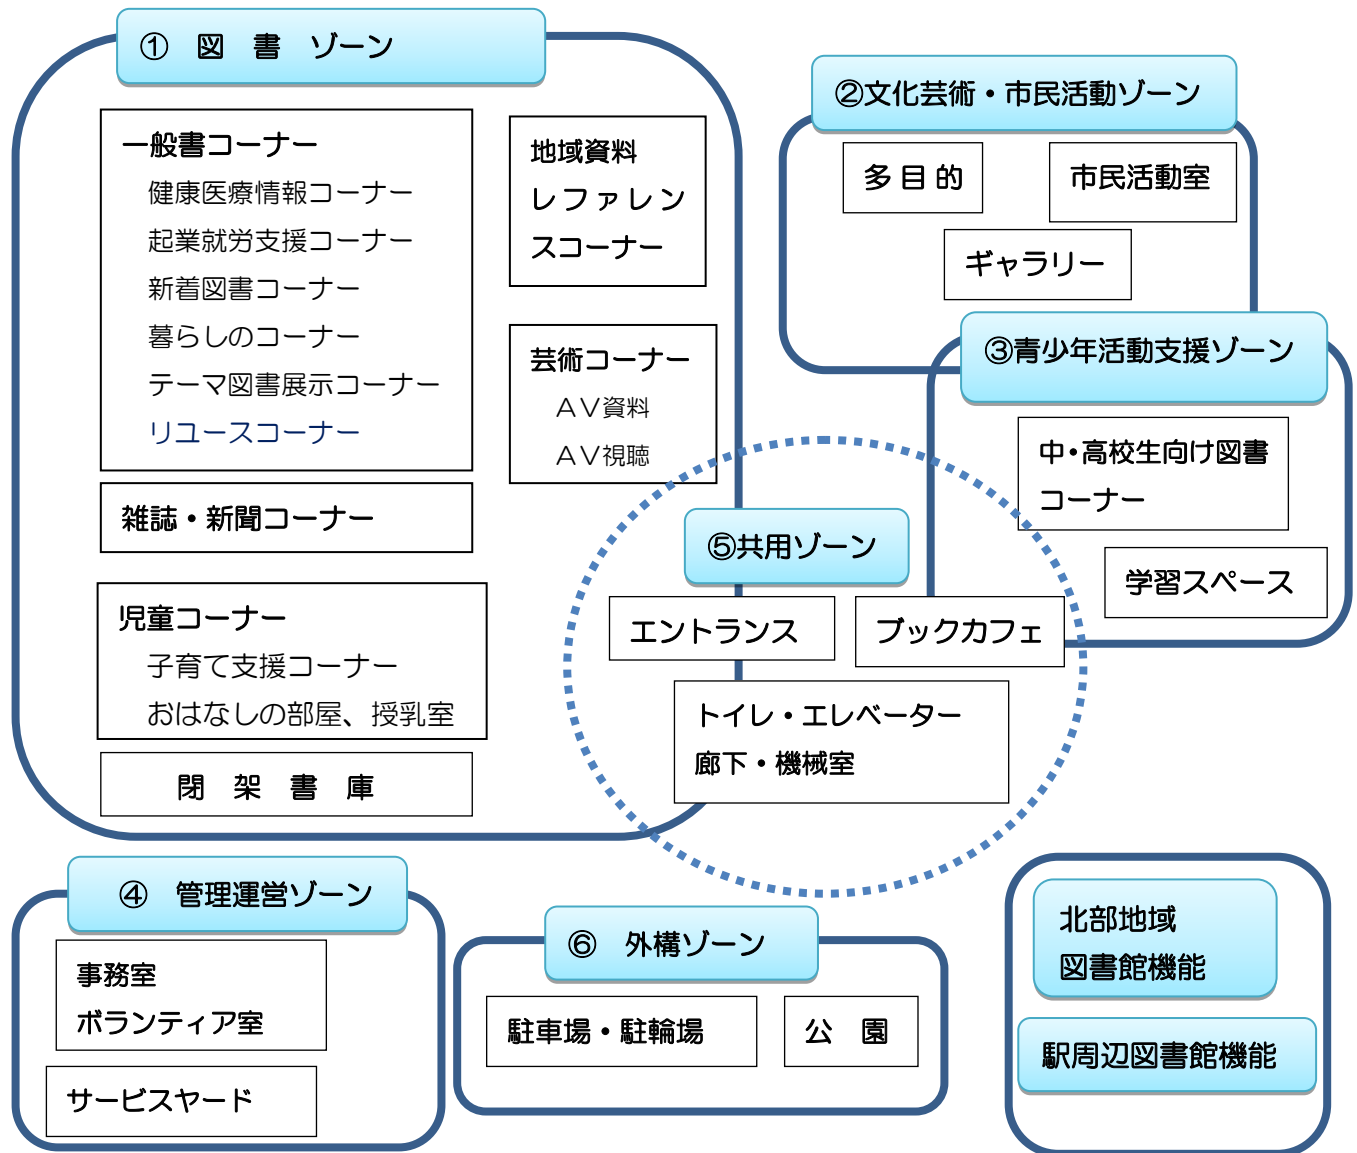 ① 図 書 ゾーン
一般書コーナー
健康医療情報コーナー
起業就労支援コーナー
新着図書コーナー
暮らしのコーナー
テーマ図書展示コーナー
リユースコーナー
雑誌・新聞コーナー
児童コーナー
子育て支援コーナー
おはなしの部屋、授乳室
閉 架 書 庫
地域資料
レファレン
スコーナー
芸術コーナー
AV資料
AV視聴
②文化芸術・市民活動ゾーン
多目的
市民活動室
ギャラリー
③青少年活動支援ゾーン
中・高校生向け図書
コーナー
学習スペース
⑤共用ゾーン
エントランス
ブックカフェ
トイレ・エレベーター
廊下・機械室
④ 管理運営ゾーン
事務室
ボランティア室
サービスヤード
⑥ 外構ゾーン
駐車場・駐輪場
公 園
北部地域
図書館機能
駅周辺図書館機能